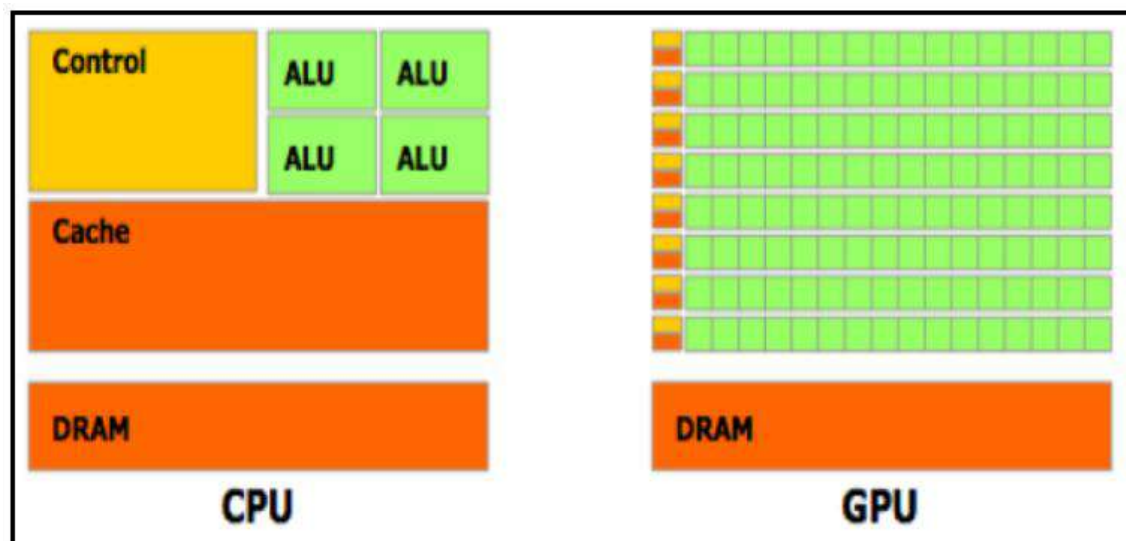 Control
ALU
ALU
ALU
ALU
Cache
DRAM
CPU
DRAM
GPU